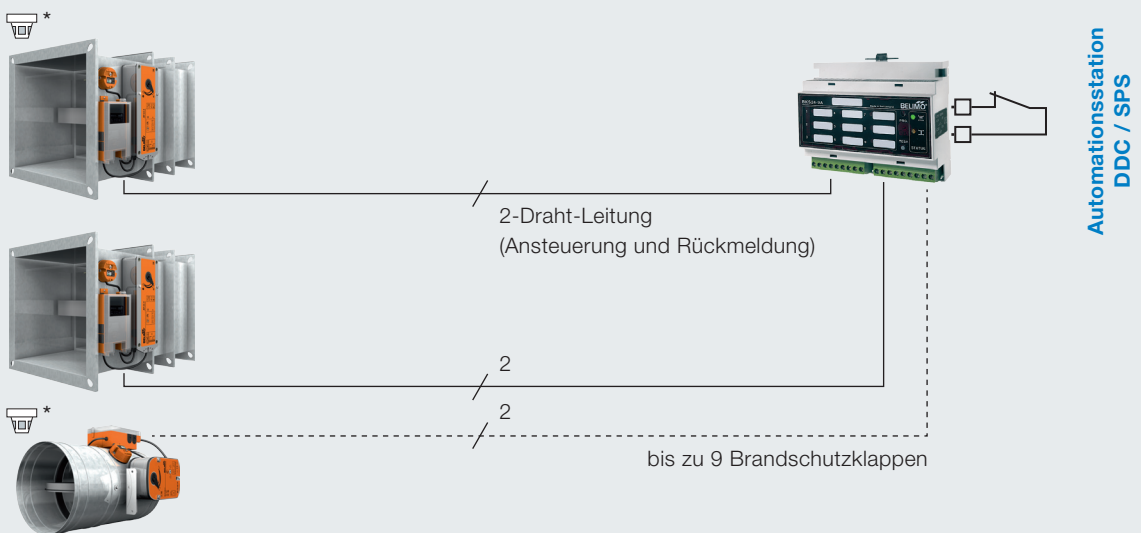 *
BELIMO
Automationsstation
DDC / SPS
2-Draht-Leitung
(Ansteuerung und Rückmeldung)
2
*
2
bis zu 9 Brandschutzklappen